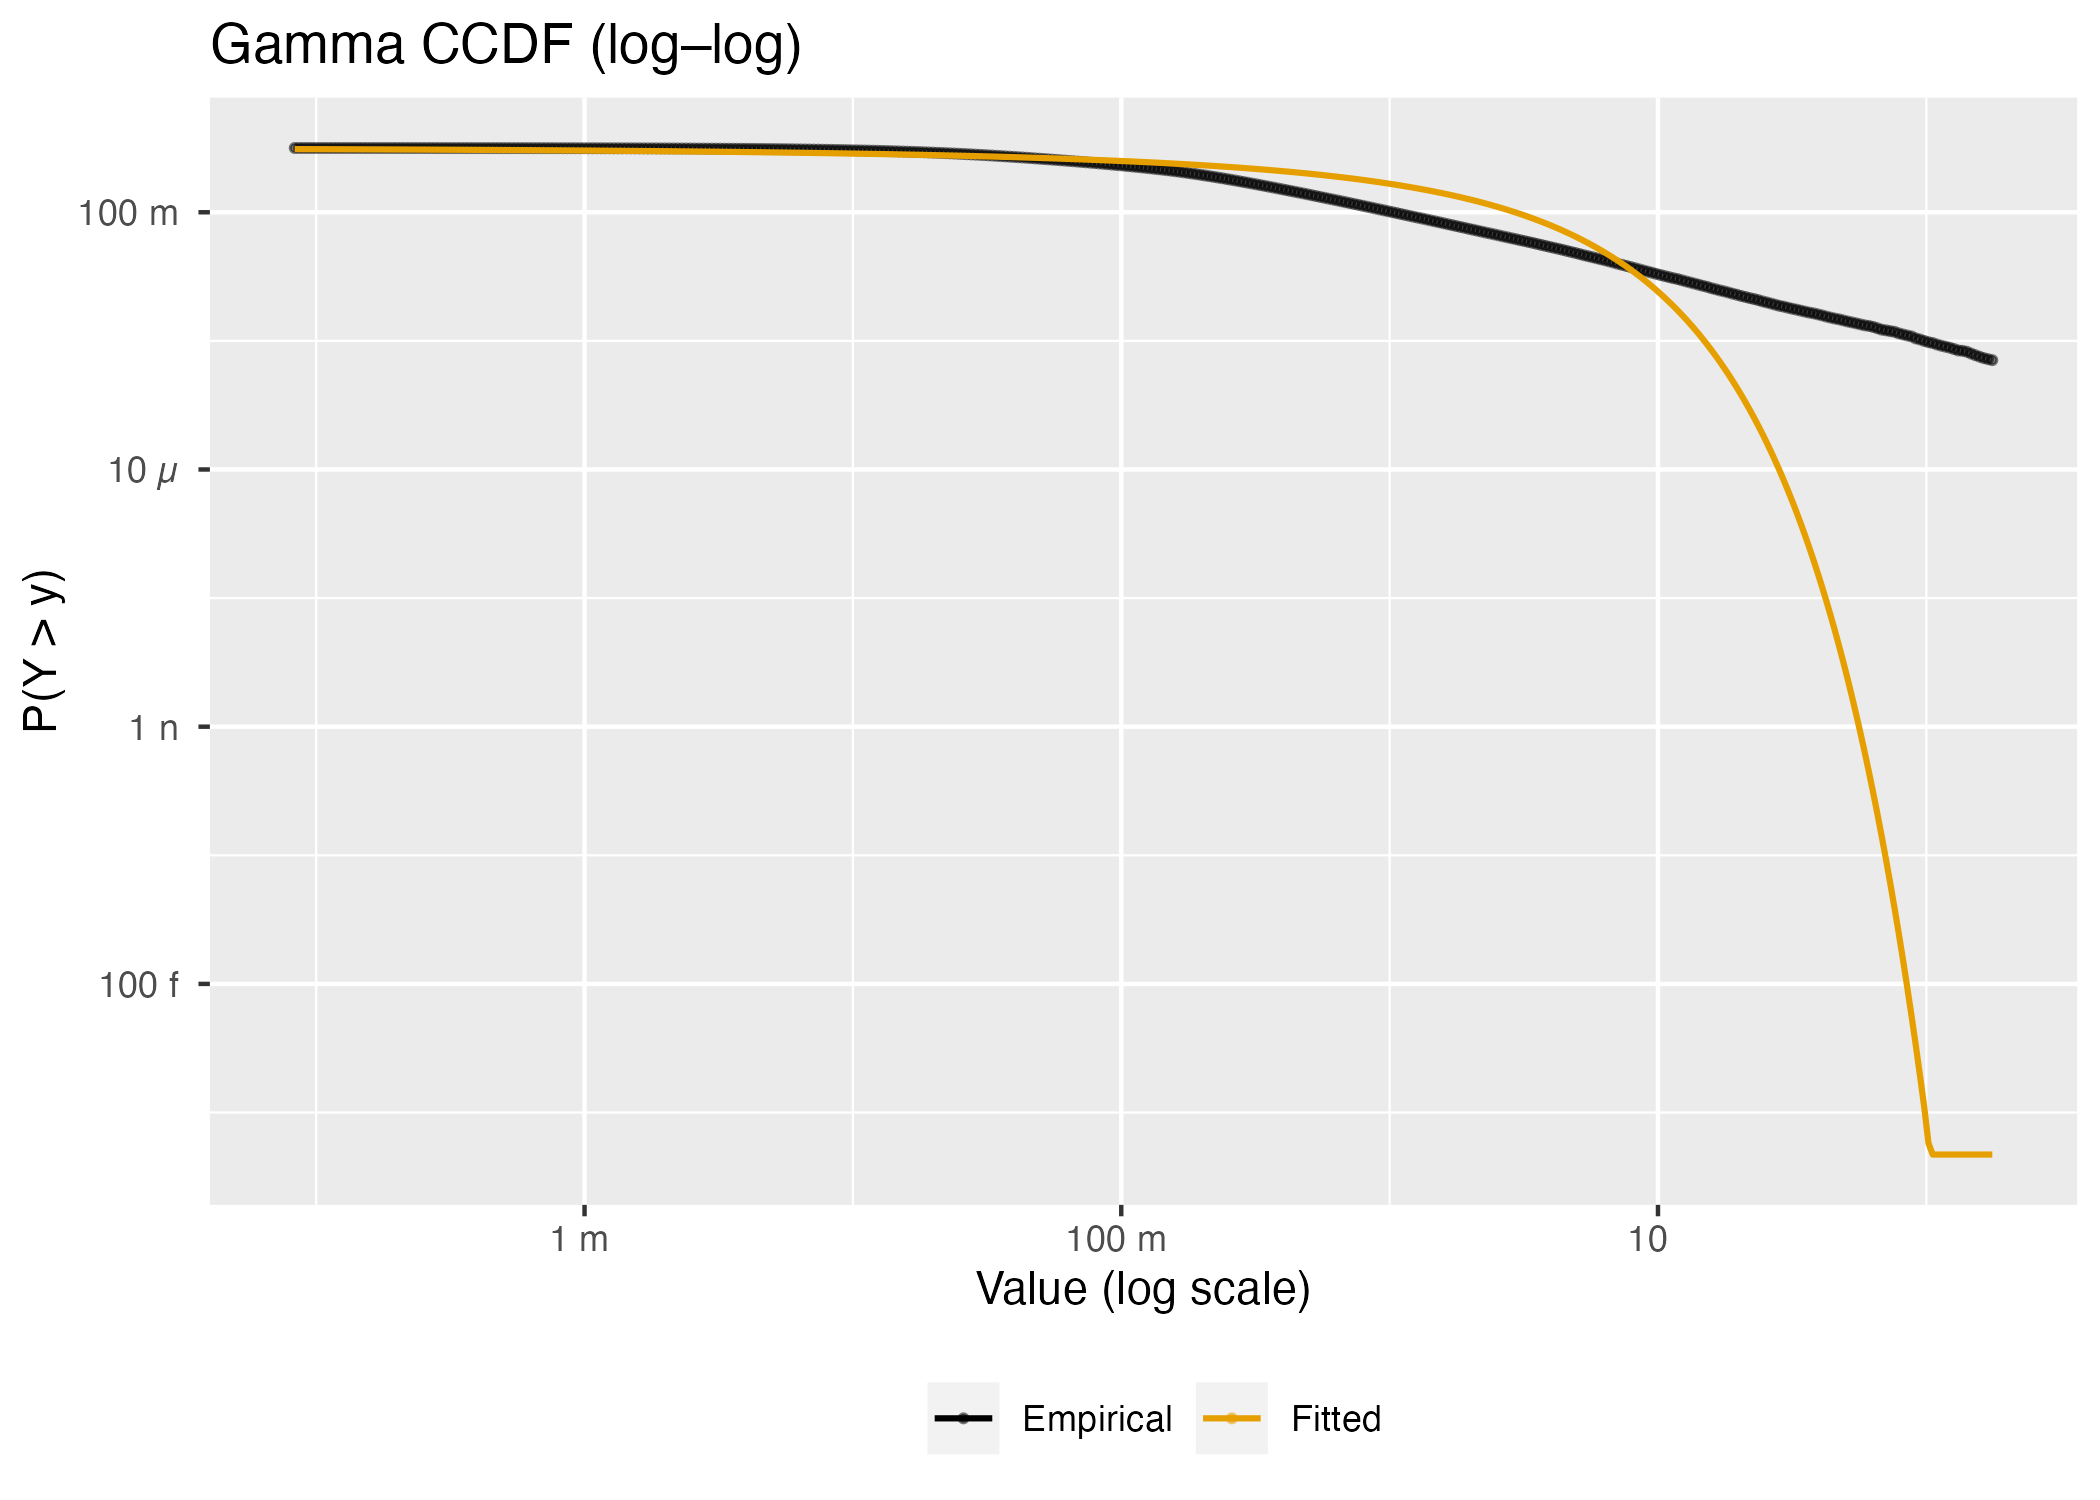 Gamma CCDF (log–log)
P(Y > y)
100 m
10 µ
1 n
100 f
1 m
100 m
10
Value (log scale)
Empirical
Fitted